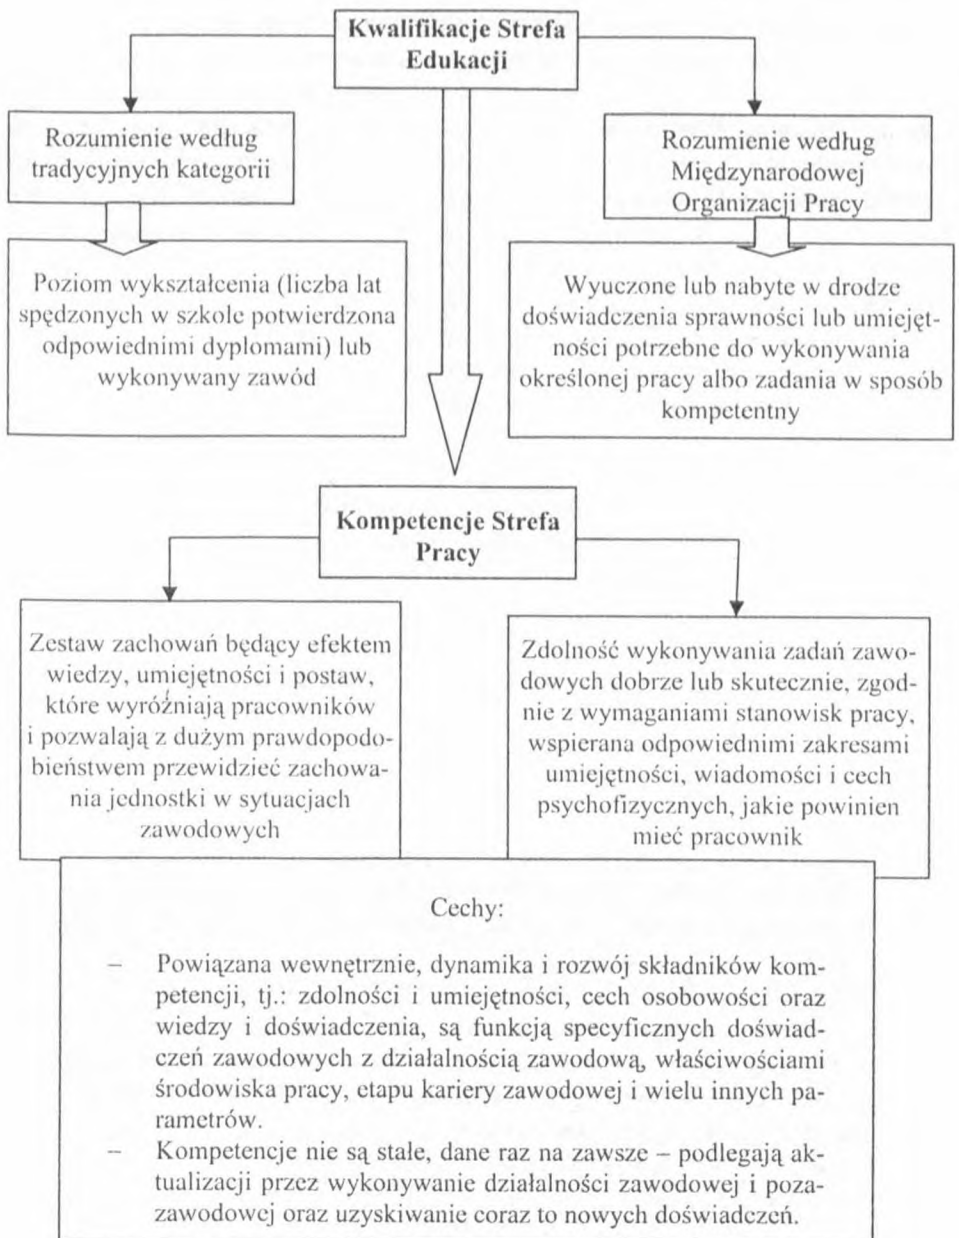 Kwalifikacje Strefa
Edukacji
Rozumienie według
tradycyjnych kategorii
Rozumienie według
Międzynarodowej
Organizacji Pracy
Poziom wykształcenia (liczba lat
spędzonych w szkole potwierdzona
odpowiednimi dyplomami) lub
wykonywany zawód
Wyuczone lub nabyte w drodze
doświadczenia sprawności lub umiejęt-
ności potrzebne do wykonywania
określonej pracy albo zadania w sposób
kompetentny
Kompetencje Strefa
Pracy
Zestaw zachowań będący efektem
wiedzy, umiejętności i postaw,
które wyróżniają pracowników
i pozwalają z dużym prawdopodo-
bieństwem przewidzieć zachowa-
nia jednostki w sytuacjach
zawodowych
Zdolność wykonywania zadań zawo-
dowych dobrze lub skutecznie, zgod-
nie z wymaganiami stanowisk pracy,
wspierana odpowiednimi zakresami
umiejętności, wiadomości i cech
psychofizycznych, jakie powinien
mieć pracownik
Cechy:
– Powiązana wewnętrznie, dynamika i rozwój składników kom-
petencji, tj.: zdolności i umiejętności, cech osobowości oraz
wiedzy i doświadczenia, są funkcją specyficznych doświad-
czeń zawodowych z działalnością zawodową, właściwościami
środowiska pracy, etapu kariery zawodowej i wielu innych pa-
rametrów.
– Kompetencje nie są stałe, dane raz na zawsze – podlegają ak-
tualizacji przez wykonywanie działalności zawodowej i poza-
zawodowej oraz uzyskiwanie coraz to nowych doświadczeń.